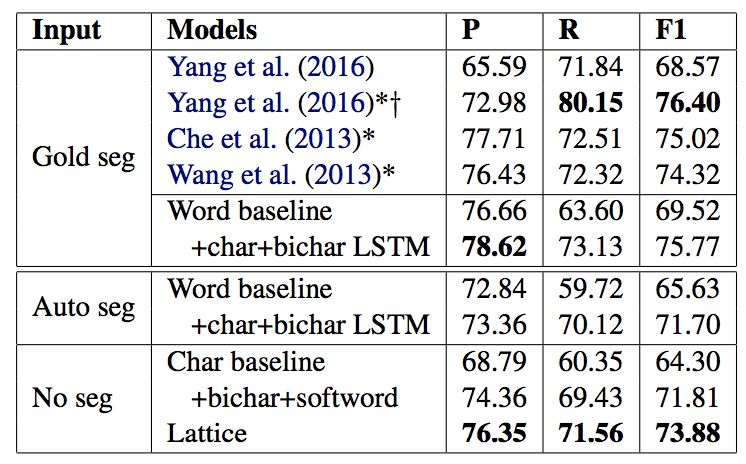 Input Models P R F1
Yang et al. (2016) 65.59 71.84 68.57
Yang et al. (2016)*† 72.98 80.15 76.40
Che et al. (2013)* 77.71 72.51 75.02
Gold seg
Wang et al. (2013)* 76.43 72.32 74.32
Word baseline 76.66 63.60 69.52
+char+bichar LSTM 78.62 73.13 75.77
Word baseline 72.84 59.72 65.63
Auto seg
+char+bichar LSTM 73.36 70.12 71.70
Char baseline 68.79 60.35 64.30
No seg +bichar+softword 74.36 69.43 71.81
Lattice 76.35 71.56 73.88